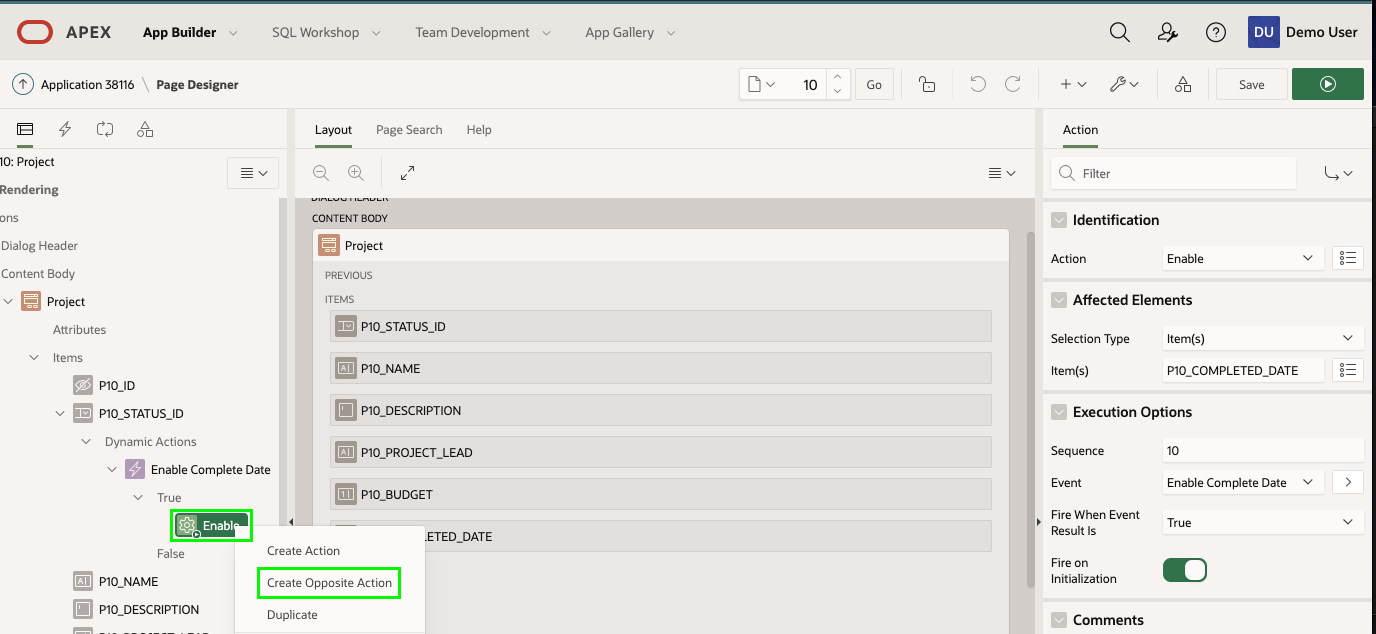 APEX App Builder SQL Workshop Team Development App Gallery DU Demo User
Application 38116 \ Page Designer 10 Go Save
Layout Page Search Help
Action
10: Project
Rendering
ons
Dialog Header
Content Body
Project
Attributes
Items
P10_ID
P10_STATUS_ID
Dynamic Actions
Enable Complete Date
True
Enable
False
P10_NAME
P10_DESCRIPTION
Create Action
Create Opposite Action
Duplicate
DIALOG HEADER
CONTENT BODY
Project
PREVIOUS
ITEMS
P10_STATUS_ID
P10_NAME
P10_DESCRIPTION
P10_PROJECT_LEAD
P10_BUDGET
LETED_DATE
Filter
Identification
Action Enable
Affected Elements
Selection Type Item(s)
Item(s) P10_COMPLETED_DATE
Execution Options
Sequence 10
Event Enable Complete Date
Fire When Event
Result Is True
Fire on
Initialization
Comments